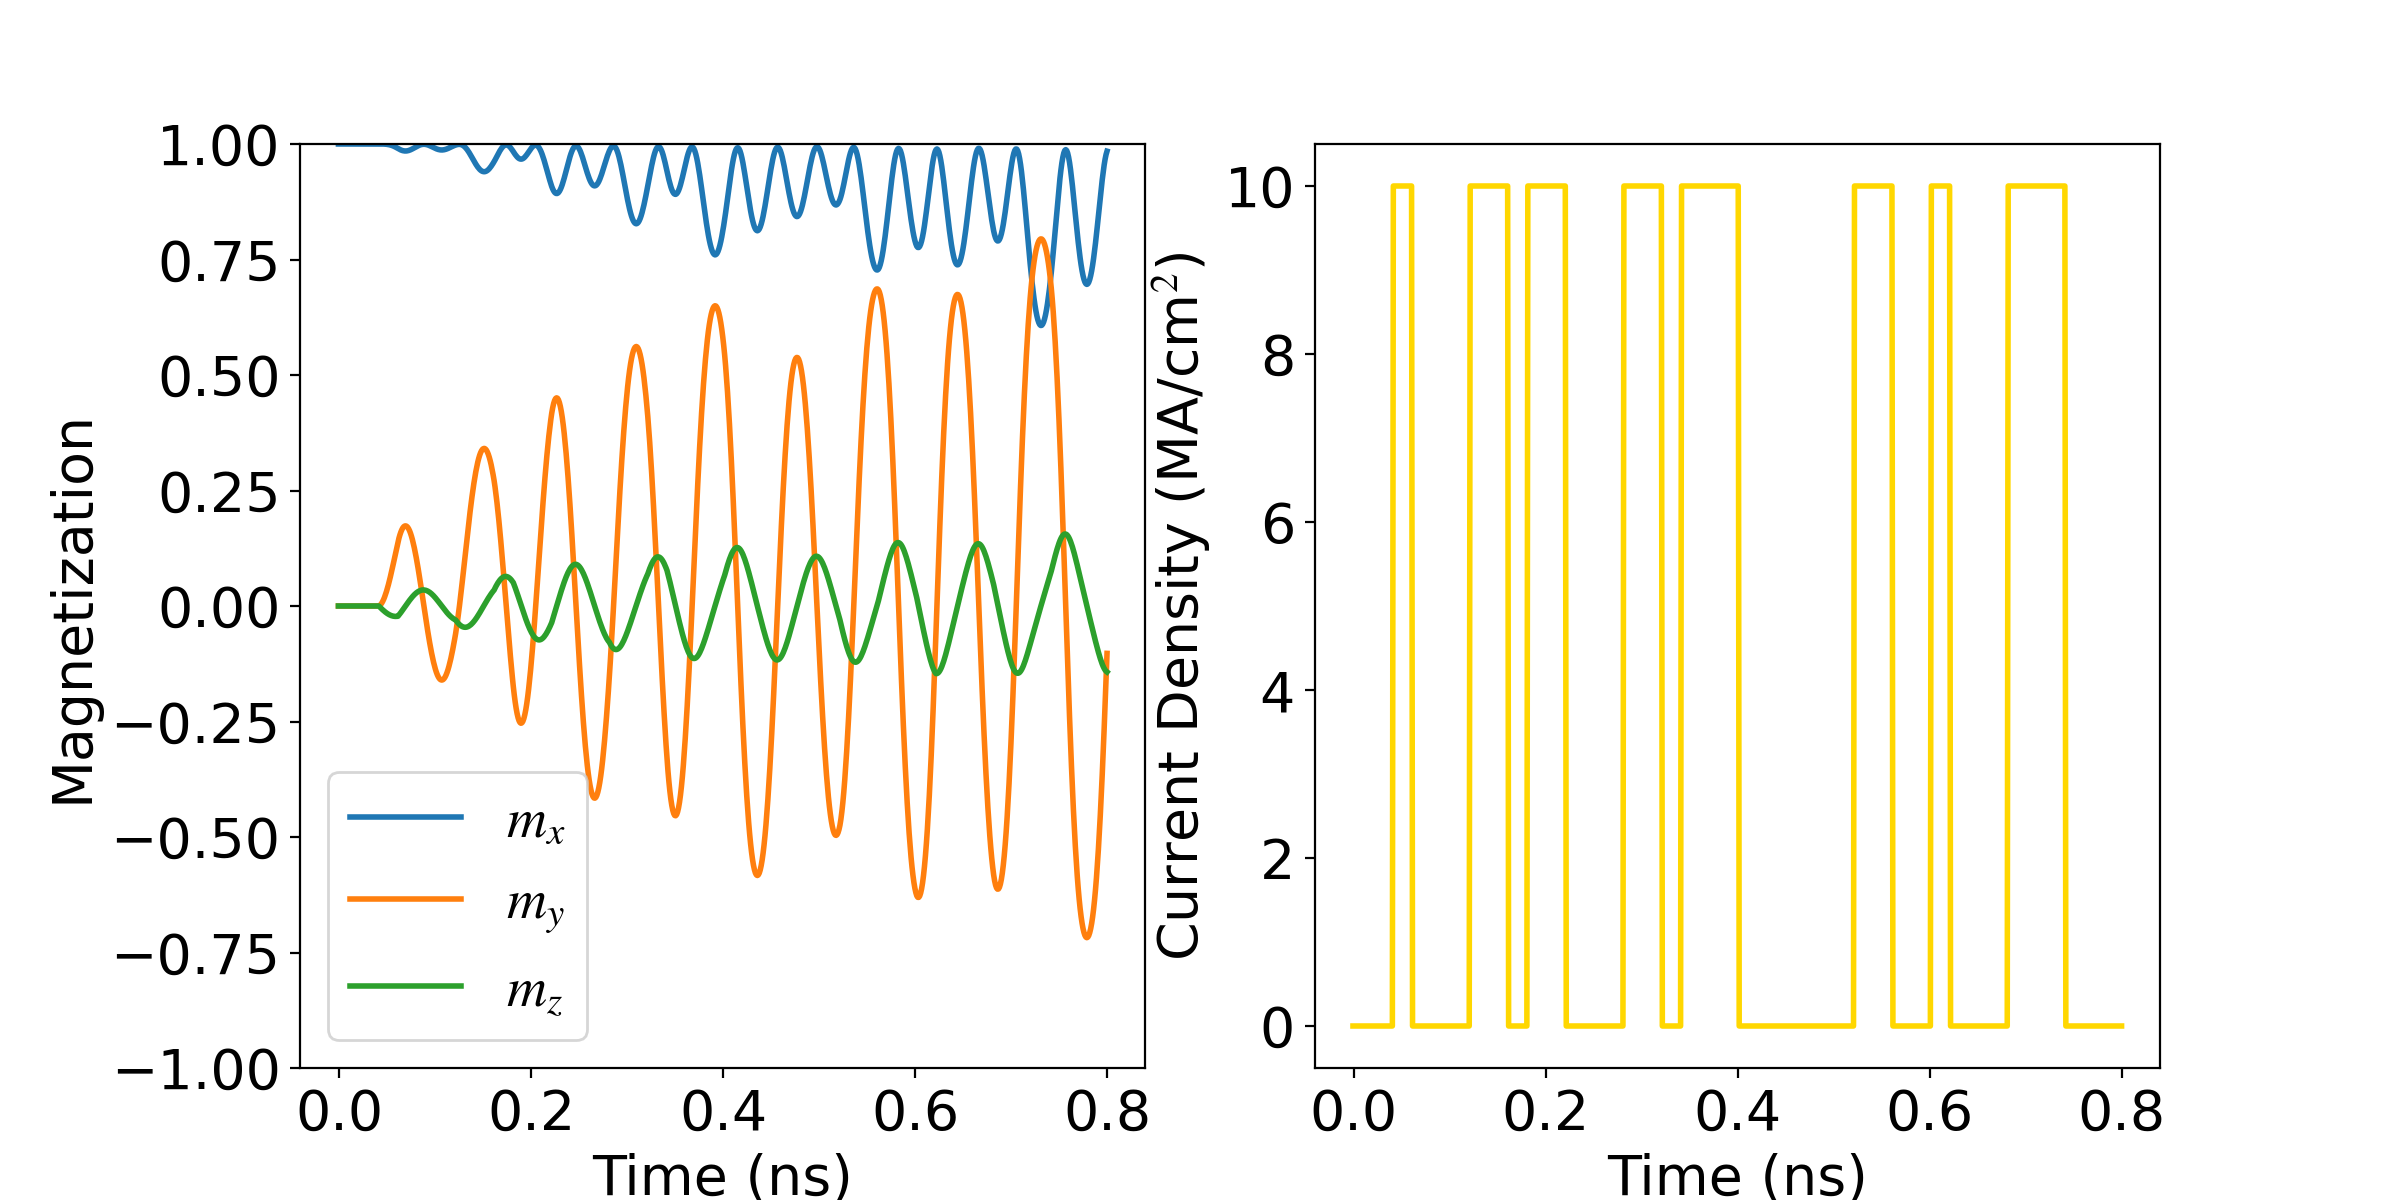 Magnetization
1.00
0.75
0.50
0.25
0.00
−0.25
−0.50
−0.75
−1.00
m_x
m_y
m_z
0.0 0.2 0.4 0.6 0.8
Time (ns)
Current Density (MA/cm²)
10
8
6
4
2
0
0.0 0.2 0.4 0.6 0.8
Time (ns)